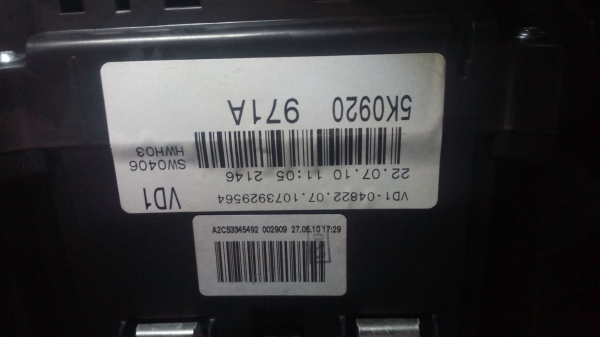 VD1-04822.07.1073929564
VD1
22.07.10 11:05 2146
SW0406
HWH03
5K0920 971A
A2C53345492 002909 27.05.10 17:29